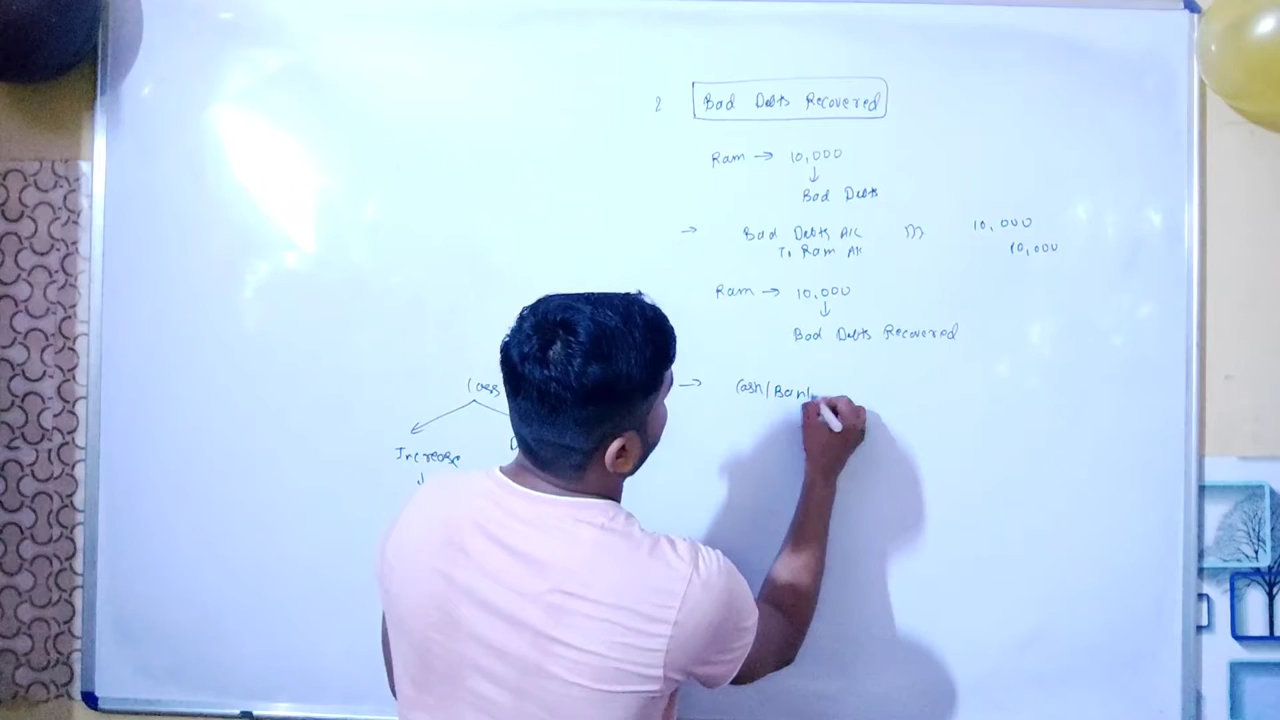 2 Bad Debts Recovered
Ram → 10,000
↓
Bad Debts
→ Bad Debts A/c Dr 10,000
To Ram A/c 10,000
Ram → 10,000
↓
Bad Debts Recovered
→ Cash/Bank
Increase
↓